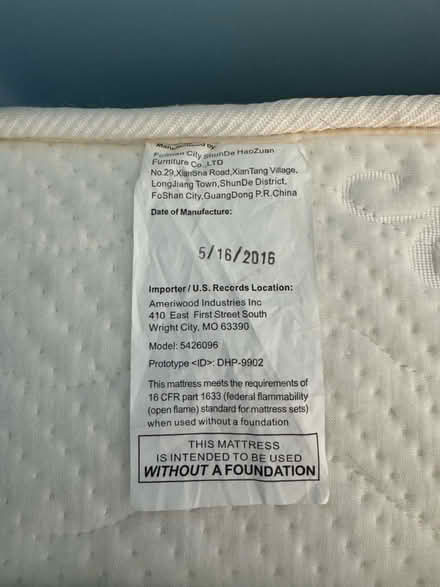 Manufactured by:
Foshan City ShunDe HaoZuan
Furniture Co.,LTD
No.29,XianSha Road,XianTang Village,
LongJiang Town,ShunDe District,
FoShan City,GuangDong P.R.China
Date of Manufacture:
5/16/2016
Importer / U.S. Records Location:
Ameriwood Industries Inc
410 East First Street South
Wright City, MO 63390
Model: 5426096
Prototype <ID>: DHP-9902
This mattress meets the requirements of
16 CFR part 1633 (federal flammability
(open flame) standard for mattress sets)
when used without a foundation
THIS MATTRESS
IS INTENDED TO BE USED
WITHOUT A FOUNDATION